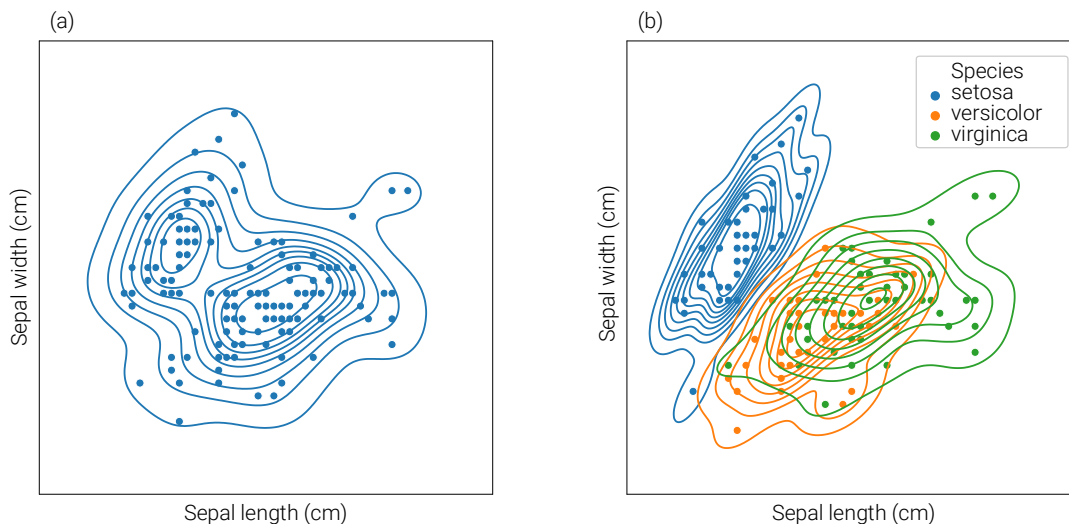 (a)
Sepal width (cm)
Sepal length (cm)
(b)
Species
setosa
versicolor
virginica
Sepal width (cm)
Sepal length (cm)